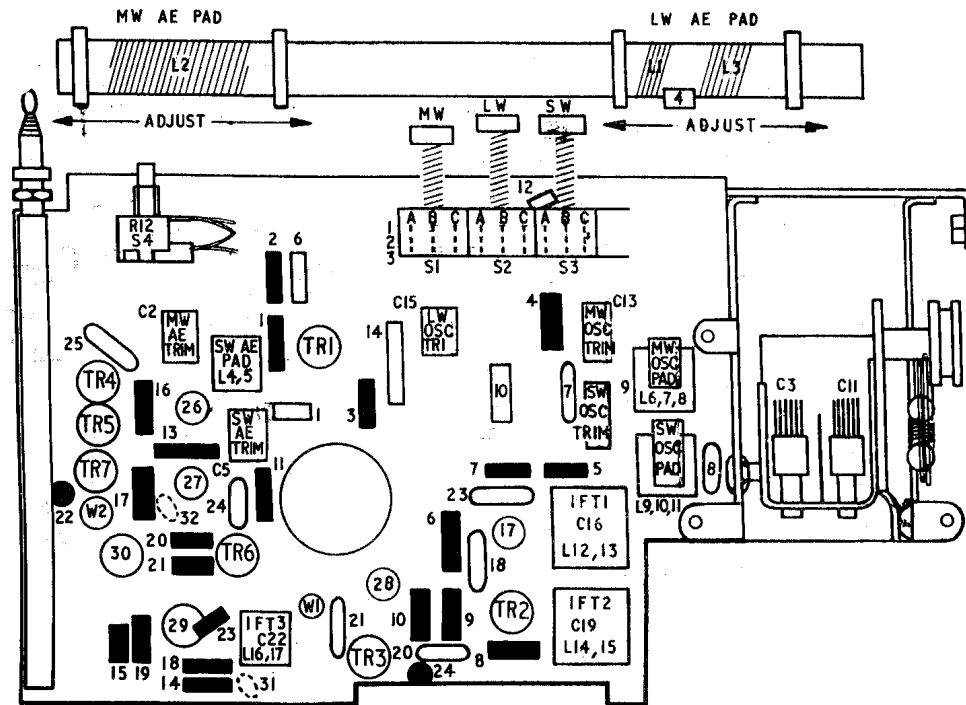 MW AE PAD
LW AE PAD
L2
L1
L3
4
ADJUST
ADJUST
MW
LW
SW
12
R12
S4
A B C A B C A B C
1
2
3
S1 S2 S3
2 6
C2
MW
AE
TRIM
SW AE
PAD
L4,5
1
TR1
C15
LW
OSC
TRI
14
4
C13
MW
OSC
TRIM
25
TR4
16
26
TR5
13
SW
AE
TRIM
1
3
10
7
SW
OSC
TRIM
9
MW
OSC
PAD
L6,7,8
C3
C11
TR7
27
C5
11
SW
OSC
PAD
8
L9,10,11
22
W2
17
32
24
7
5
23
30
20
21
TR6
6
17
18
IFT1
C16
L12,13
28
29
23
IFT3
C22
L16,17
W1
21
10
9
TR2
IFT2
C19
L14,15
15 19
18
14
31
TR3
20
24
8